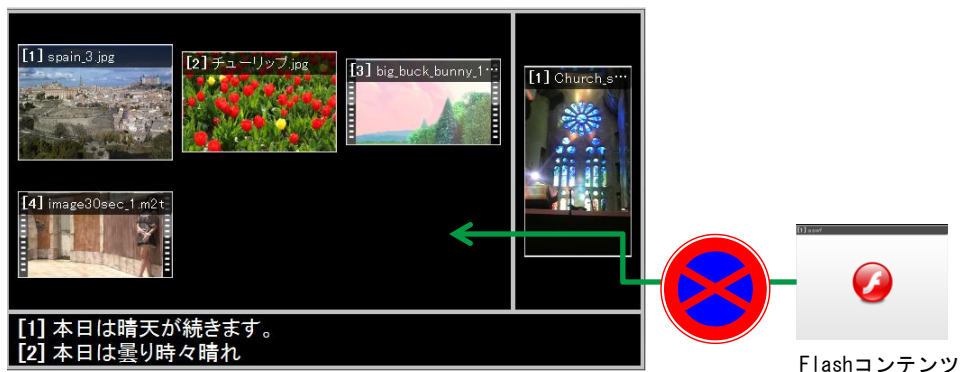 [1] spain_3.jpg
[2] チューリップ.jpg
[3] big_buck_bunny_1…
[1] Church_s…
[4] image30sec_1.m2t
[1] a.swf
Flashコンテンツ
[1] 本日は晴天が続きます。
[2] 本日は曇り時々晴れ